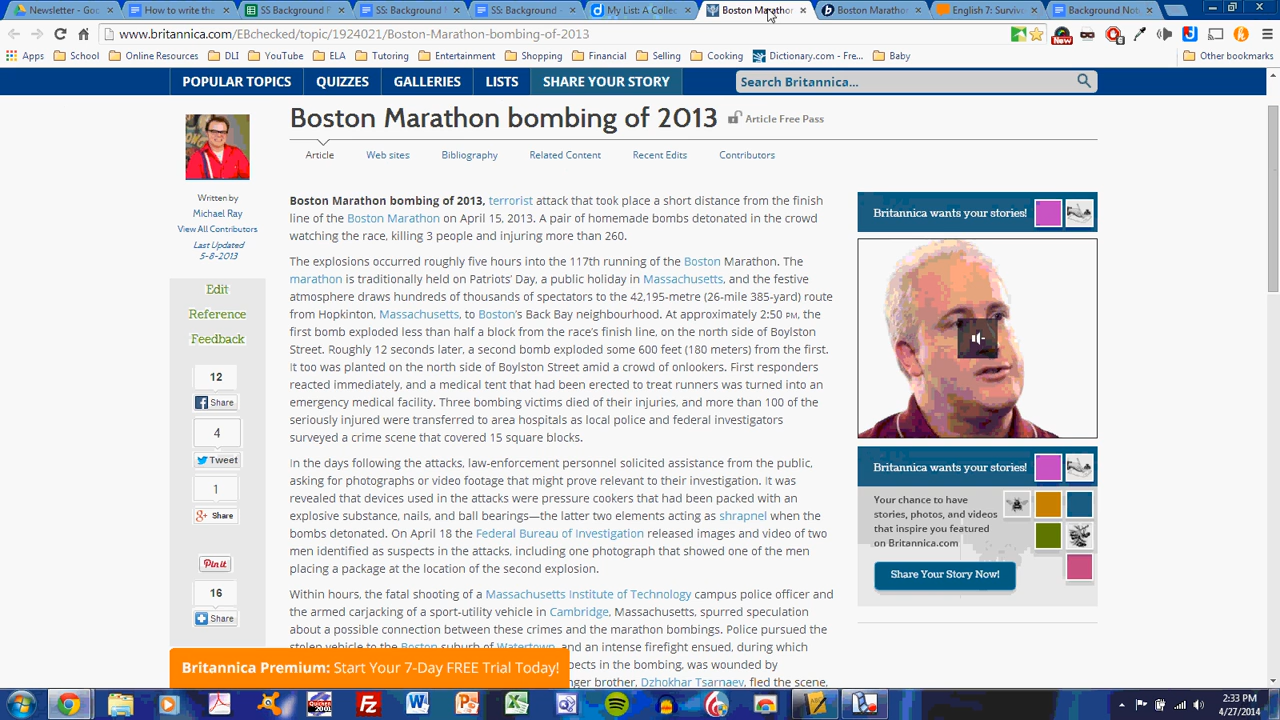 Newsletter - Goo
How to write the
SS Background F
SS: Background
SS: Background
My List: A Collec
Boston Marathon
Boston Marathon
English 7: Surviv
Background Not
www.britannica.com/EBchecked/topic/1924021/Boston-Marathon-bombing-of-2013
New
Apps
School
Online Resources
DLI
YouTube
ELA
Tutoring
Entertainment
Shopping
Financial
Selling
Cooking
Dictionary.com - Fre...
Baby
Other bookmarks
POPULAR TOPICS
QUIZZES
GALLERIES
LISTS
SHARE YOUR STORY
Search Britannica...
Boston Marathon bombing of 2013
Article Free Pass
Article
Web sites
Bibliography
Related Content
Recent Edits
Contributors
Written by
Michael Ray
View All Contributors
Last Updated
5-8-2013
Edit
Reference
Feedback
12
Share
4
Tweet
1
Share
Pin it
16
Share
Boston Marathon bombing of 2013, terrorist attack that took place a short distance from the finish
line of the Boston Marathon on April 15, 2013. A pair of homemade bombs detonated in the crowd
watching the race, killing 3 people and injuring more than 260.
The explosions occurred roughly five hours into the 117th running of the Boston Marathon. The
marathon is traditionally held on Patriots' Day, a public holiday in Massachusetts, and the festive
atmosphere draws hundreds of thousands of spectators to the 42,195-metre (26-mile 385-yard) route
from Hopkinton, Massachusetts, to Boston's Back Bay neighbourhood. At approximately 2:50 PM, the
first bomb exploded less than half a block from the race's finish line, on the north side of Boylston
Street. Roughly 12 seconds later, a second bomb exploded some 600 feet (180 meters) from the first.
It too was planted on the north side of Boylston Street amid a crowd of onlookers. First responders
reacted immediately, and a medical tent that had been erected to treat runners was turned into an
emergency medical facility. Three bombing victims died of their injuries, and more than 100 of the
seriously injured were transferred to area hospitals as local police and federal investigators
surveyed a crime scene that covered 15 square blocks.
In the days following the attacks, law-enforcement personnel solicited assistance from the public,
asking for photographs or video footage that might prove relevant to their investigation. It was
revealed that devices used in the attacks were pressure cookers that had been packed with an
explosive substance, nails, and ball bearings—the latter two elements acting as shrapnel when the
bombs detonated. On April 18 the Federal Bureau of Investigation released images and video of two
men identified as suspects in the attacks, including one photograph that showed one of the men
placing a package at the location of the second explosion.
Within hours, the fatal shooting of a Massachusetts Institute of Technology campus police officer and
the armed carjacking of a sport-utility vehicle in Cambridge, Massachusetts, spurred speculation
about a possible connection between these crimes and the marathon bombings. Police pursued the
stolen vehicle to the Boston suburb of Watertown, and an intense firefight ensued, during which
spects in the bombing, was wounded by
nger brother, Dzhokhar Tsarnaev, fled the scene.
Britannica wants your stories!
Britannica wants your stories!
Your chance to have
stories, photos, and videos
that inspire you featured
on Britannica.com
Share Your Story Now!
Britannica Premium: Start Your 7-Day FREE Trial Today!
2:33 PM
4/27/2014